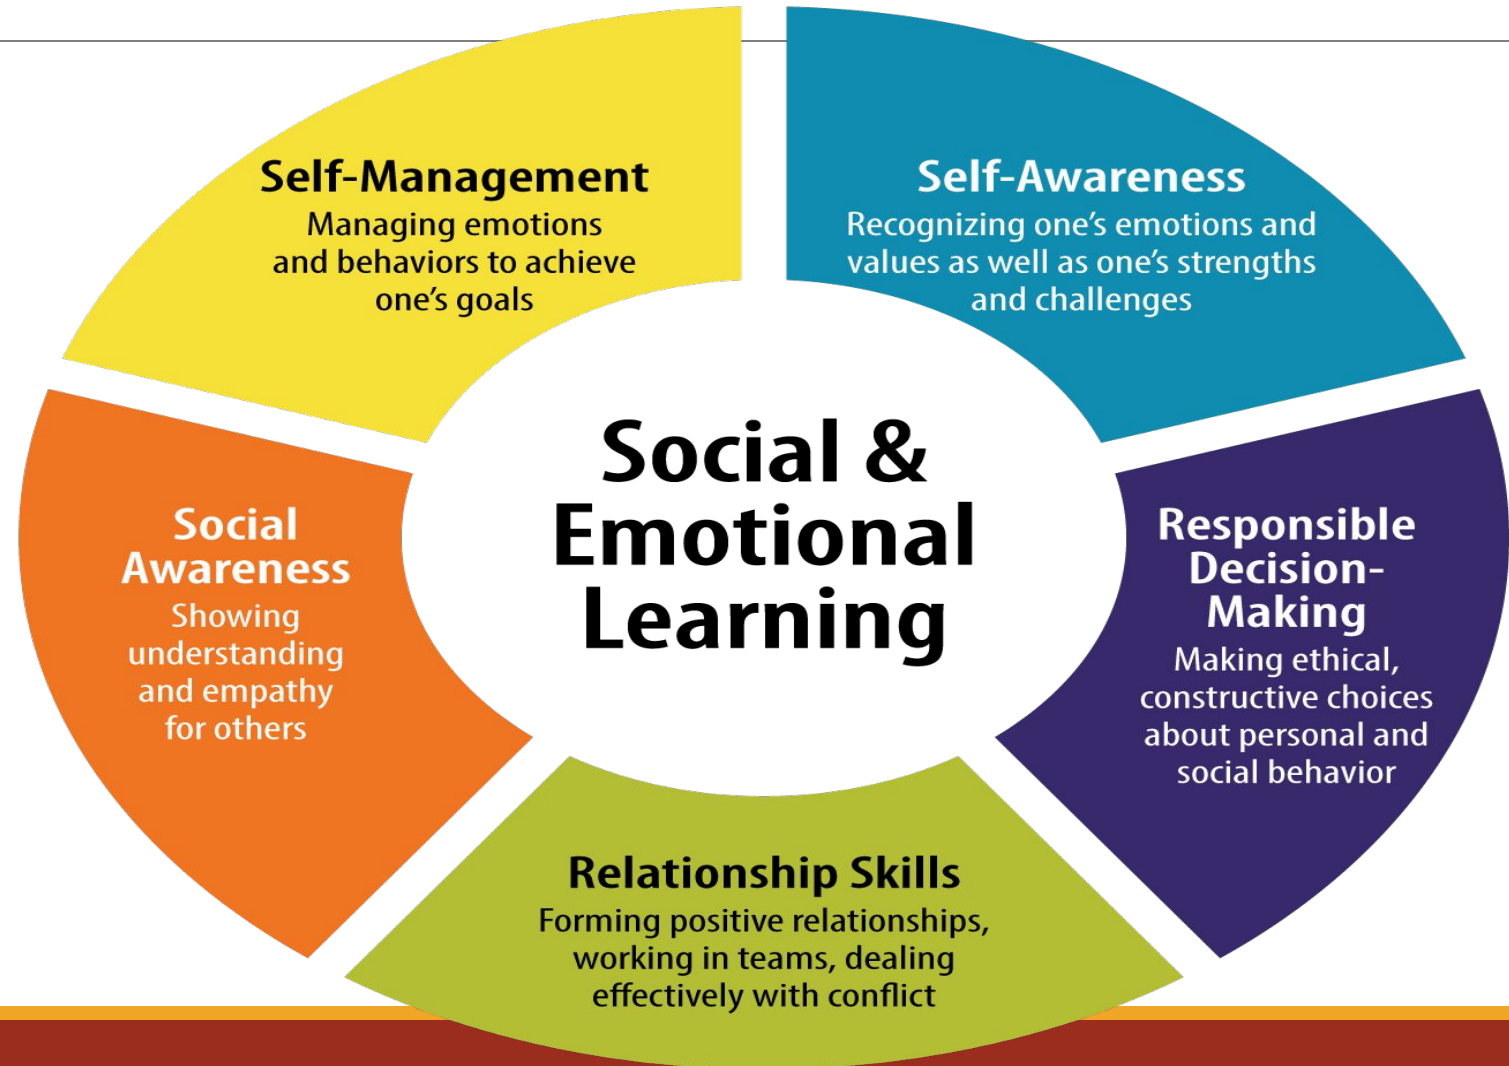 Self-Management
Managing emotions
and behaviors to achieve
one’s goals
Self-Awareness
Recognizing one’s emotions and
values as well as one’s strengths
and challenges
Social &
Emotional
Learning
Social
Awareness
Showing
understanding
and empathy
for others
Responsible
Decision-
Making
Making ethical,
constructive choices
about personal and
social behavior
Relationship Skills
Forming positive relationships,
working in teams, dealing
effectively with conflict